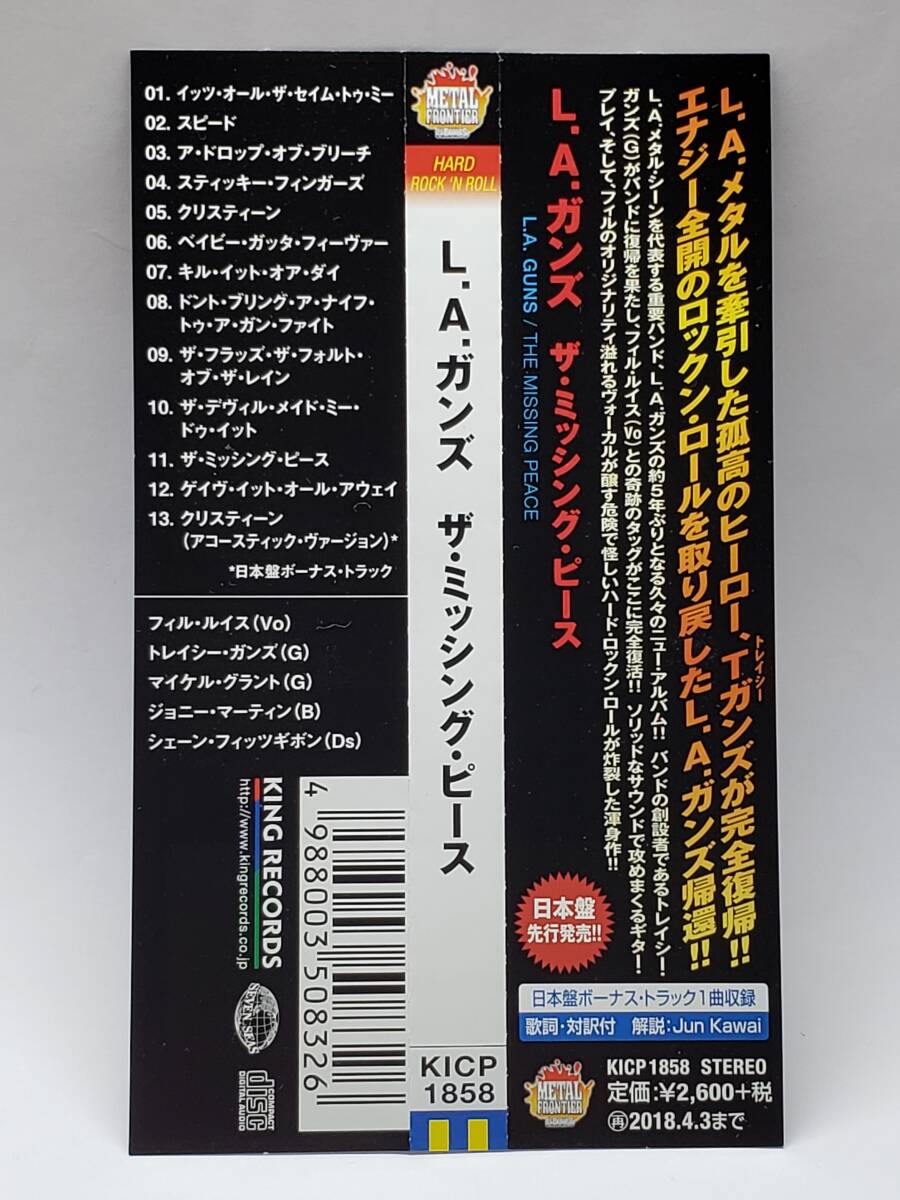 01. イッツ・オール・ザ・セイム・トゥ・ミー
02. スピード
03. ア・ドロップ・オブ・ブリーチ
04. スティッキー・フィンガーズ
05. クリスティーン
06. ベイビー・ガッタ・フィーヴァー
07. キル・イット・オア・ダイ
08. ドント・ブリング・ア・ナイフ・
トゥ・ア・ガン・ファイト
09. ザ・フラッズ・ザ・フォルト・
オブ・ザ・レイン
10. ザ・デヴィル・メイド・ミー・
ドゥ・イット
11. ザ・ミッシング・ピース
12. ゲイヴ・イット・オール・アウェイ
13. クリスティーン
(アコースティック・ヴァージョン)*
*日本盤ボーナス・トラック
フィル・ルイス(Vo)
トレイシー・ガンズ(G)
マイケル・グラント(G)
ジョニー・マーティン(B)
シェーン・フィッツギボン(Ds)
KING RECORDS
http://www.kingrecords.co.jp
4 988003 508326
SEVEN SEAS
COMPACT
disc
DIGITAL AUDIO
METAL
FRONTIER
HARD
ROCK 'N ROLL
L.A.ガンズ ザ・ミッシング・ピース
KICP
1858
L.A.メタルを牽引した孤高のヒーロー、Tガンズが完全復帰!!
トレイシー
エナジー全開のロックン・ロールを取り戻したL.A.ガンズ帰還!!
L.A.メタル・シーンを代表する重要バンド、L.A.ガンズの約5年ぶりとなる久々のニュー・アルバム!! バンドの創設者であるトレイシー・
ガンズ(G)がバンドに復帰を果たし、フィル・ルイス(Vo)との奇跡のタッグがここに完全復活!! ソリッドなサウンドで攻めまくるギター・
プレイ、そして、フィルのオリジナリティ溢れるヴォーカルが醸す危険で怪しいハード・ロックン・ロールが炸裂した渾身作!!
L.A.ガンズ ザ・ミッシング・ピース
L.A. GUNS / THE MISSING PEACE
日本盤
先行発売!!
日本盤ボーナス・トラック1曲収録
歌詞・対訳付 解説:Jun Kawai
METAL
FRONTIER
KICP 1858 STEREO
定価:¥2,600+税
再2018.4.3まで